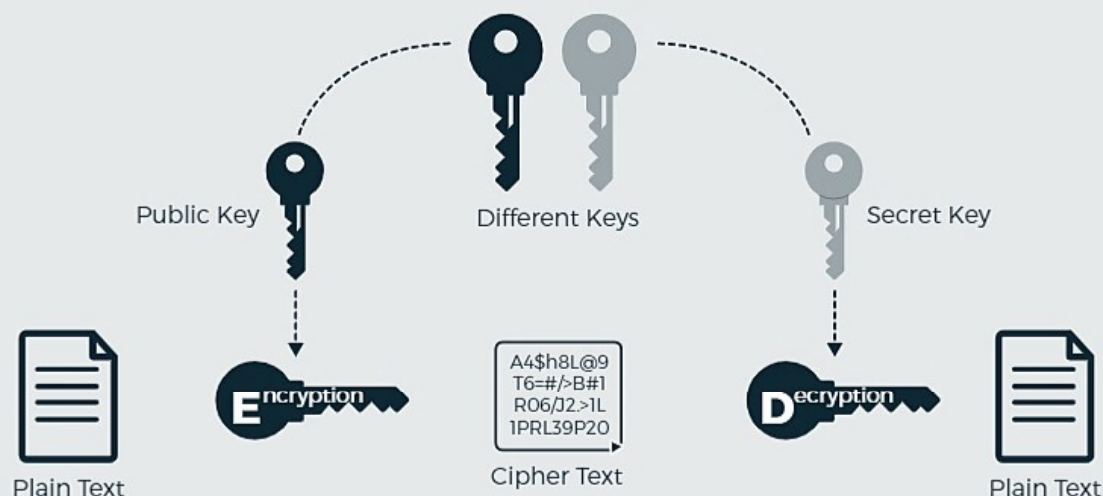 Public Key
Different Keys
Secret Key
Encryption
A4$h8L@9
T6=#/>B#1
R06/J2.>1L
1PRL39P20
Decryption
Plain Text
Cipher Text
Plain Text